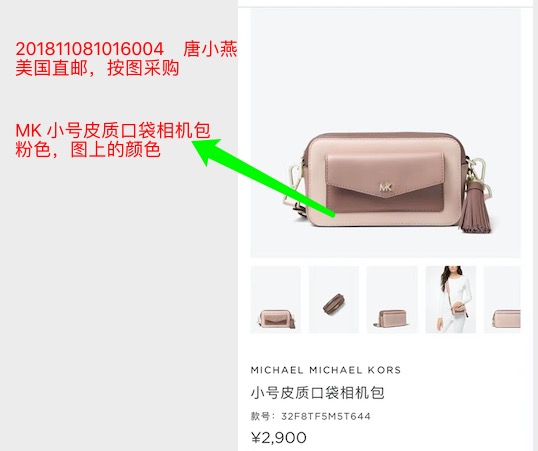 201811081016004 唐小燕
美国直邮，按图采购
MK 小号皮质口袋相机包
粉色，图上的颜色
MK
MICHAEL MICHAEL KORS
小号皮质口袋相机包
款号：32F8TF5M5T644
¥2,900